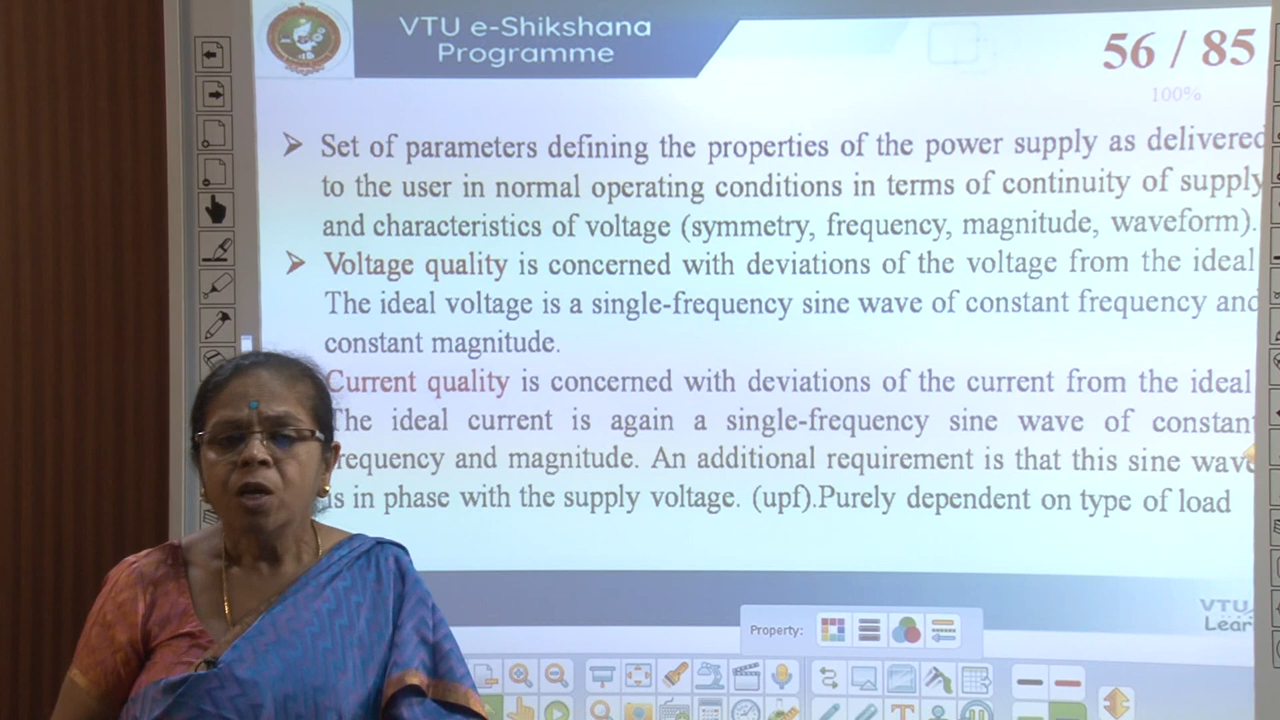 VTU e-Shikshana
Programme
56 / 85
100%
Set of parameters defining the properties of the power supply as delivered
to the user in normal operating conditions in terms of continuity of supply
and characteristics of voltage (symmetry, frequency, magnitude, waveform).
Voltage quality is concerned with deviations of the voltage from the ideal
The ideal voltage is a single-frequency sine wave of constant frequency and
constant magnitude.
Current quality is concerned with deviations of the current from the ideal
The ideal current is again a single-frequency sine wave of constant
frequency and magnitude. An additional requirement is that this sine wave
is in phase with the supply voltage. (upf).Purely dependent on type of load
VTU
Lear
Property: